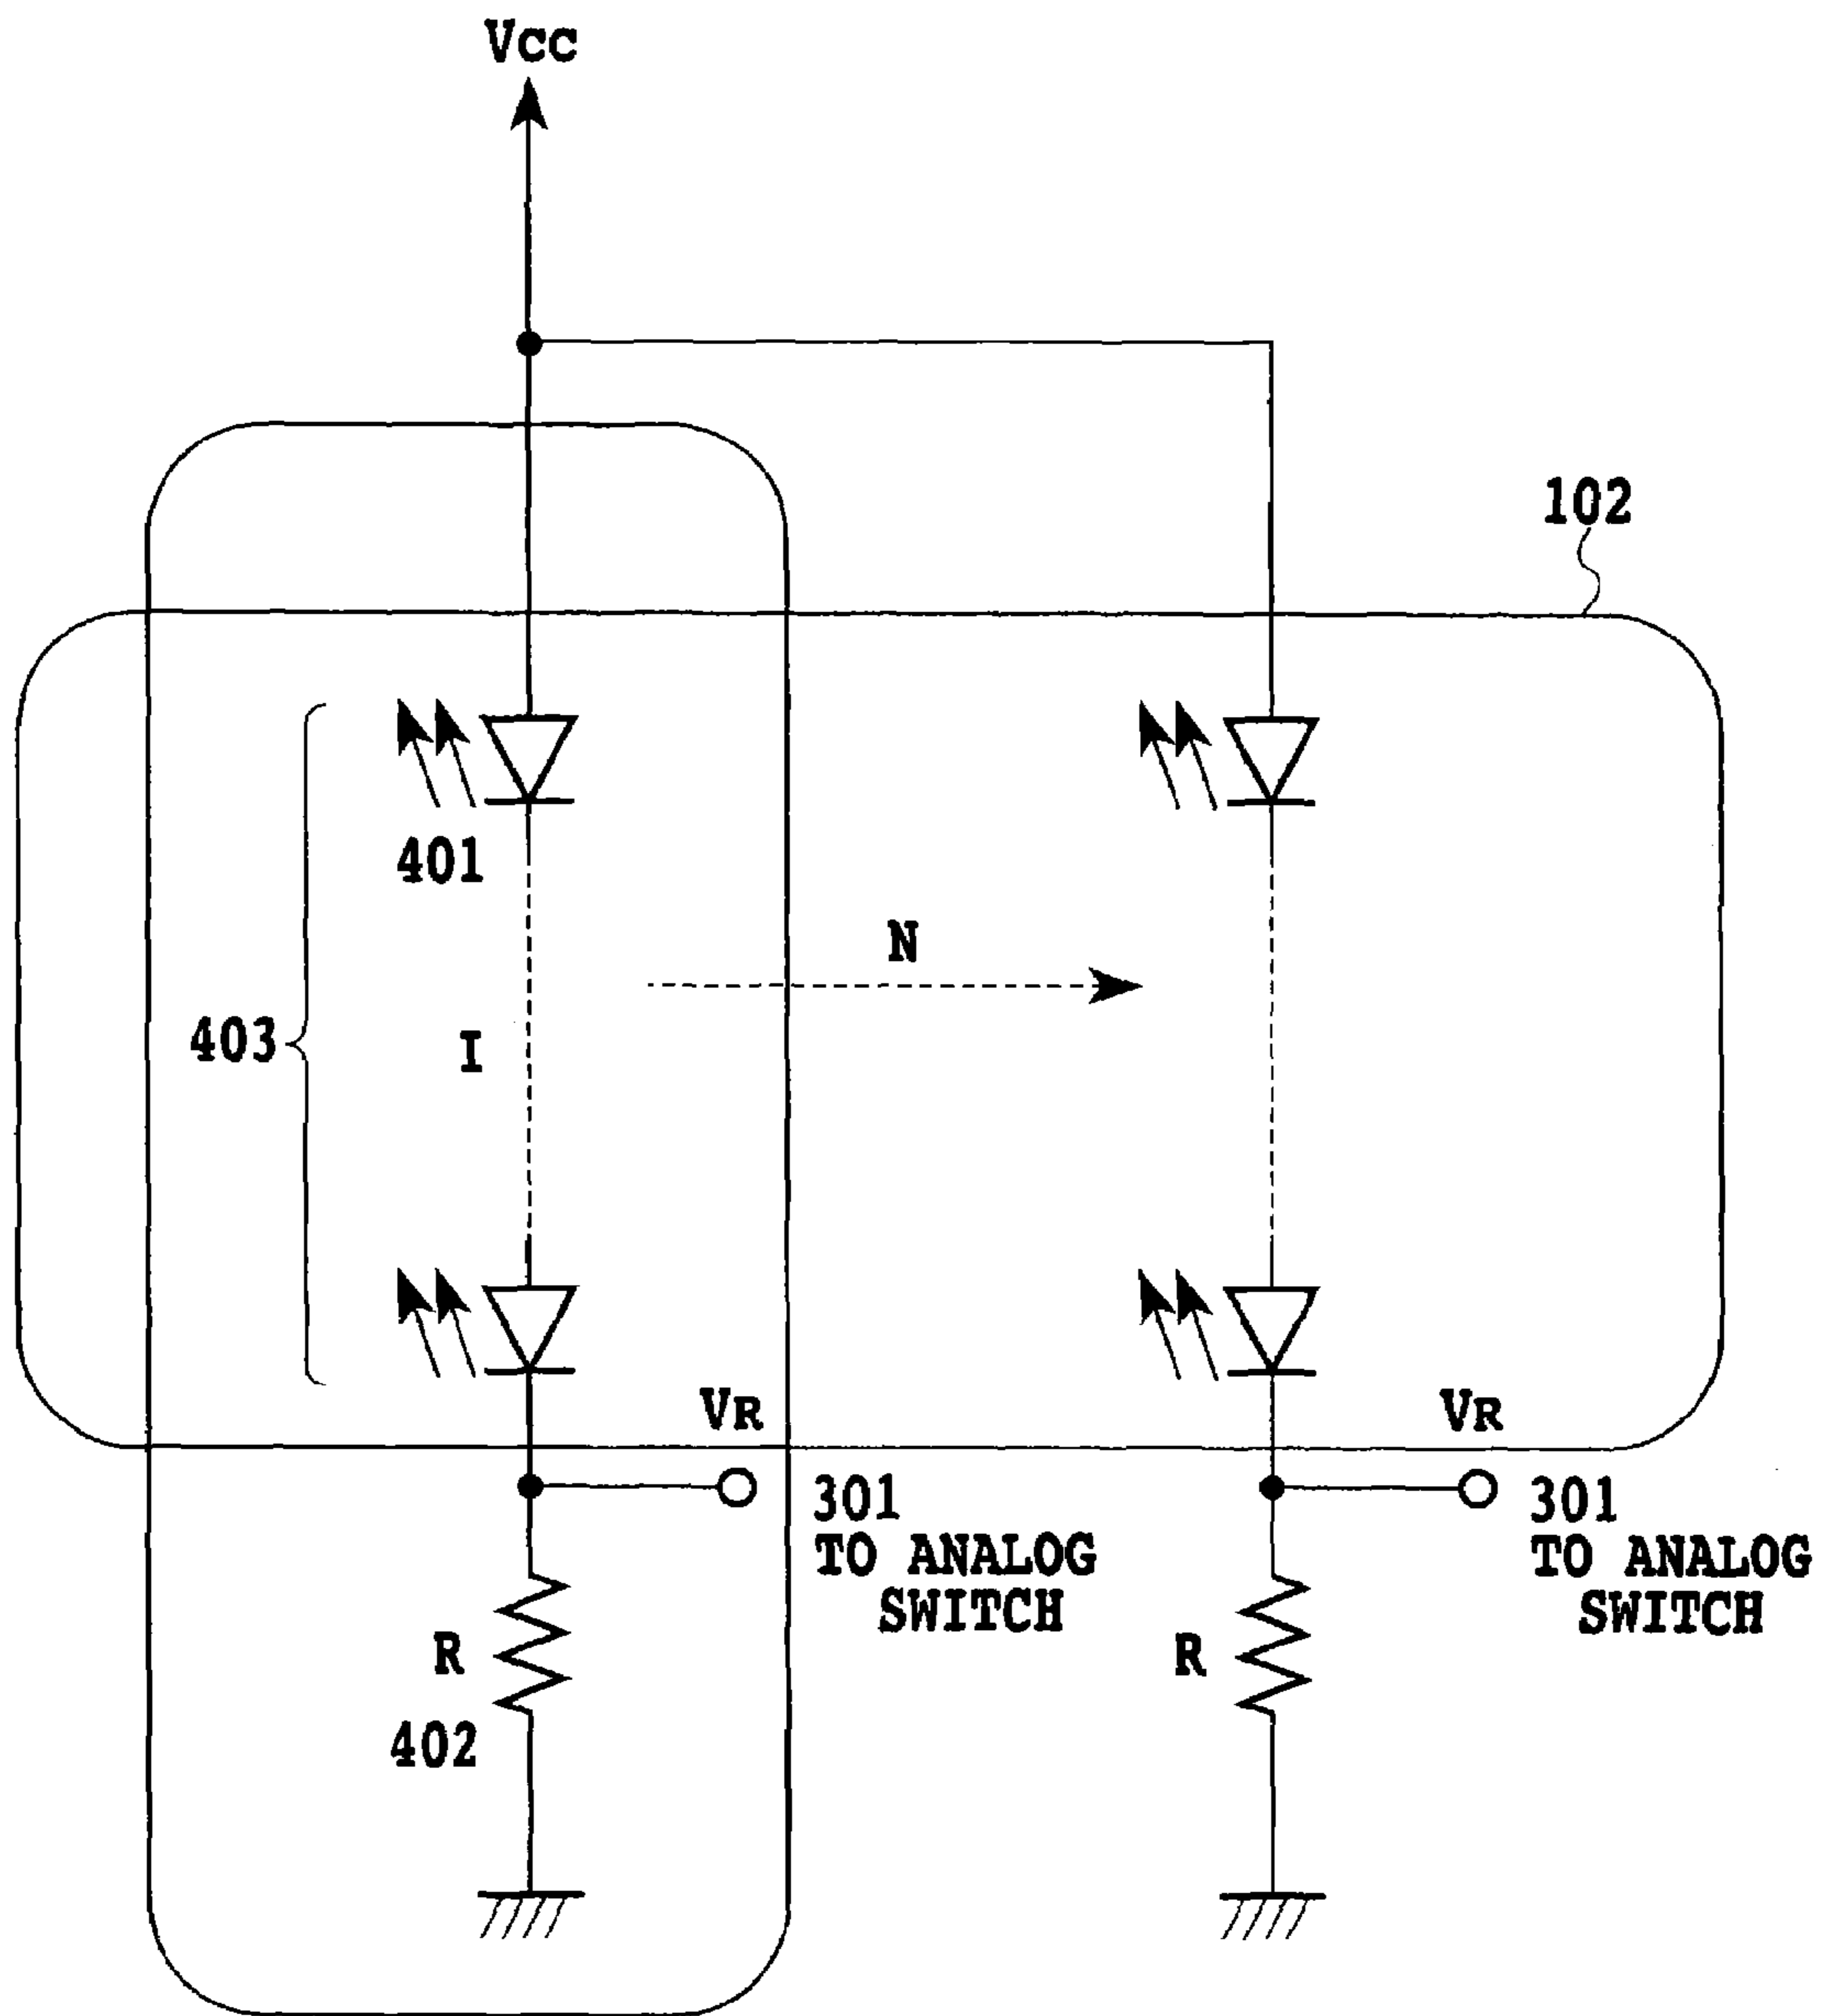 VCC
102
401
N
403
I
VR
VR
301
TO ANALOG
SWITCH
301
TO ANALOG
SWITCH
R
R
402